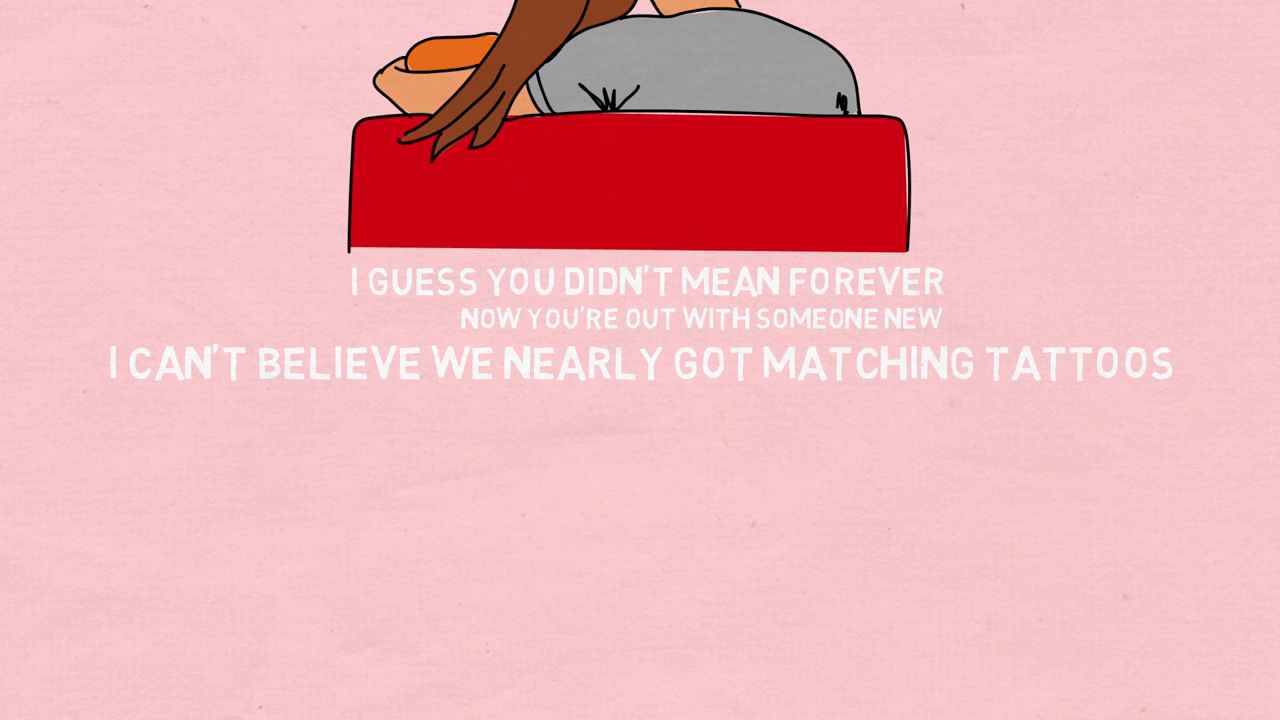 I GUESS YOU DIDN'T MEAN FOREVER
NOW YOU'RE OUT WITH SOMEONE NEW
I CAN'T BELIEVE WE NEARLY GOT MATCHING TATTOOS